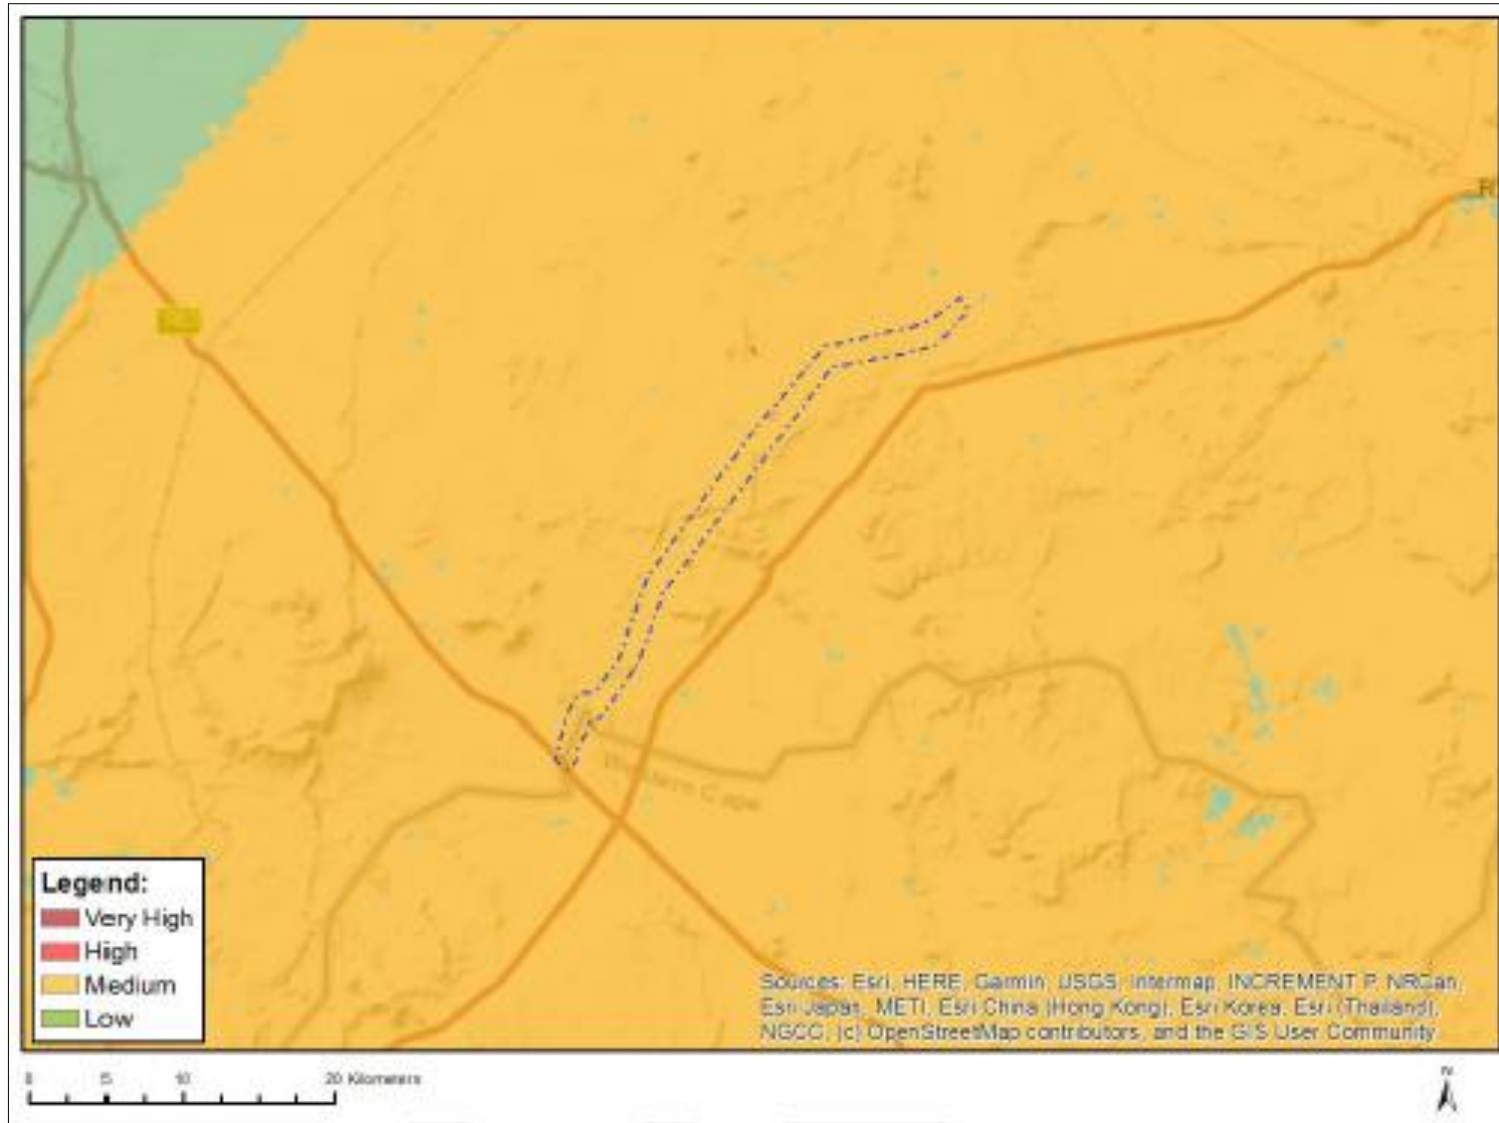 R
Cape
Legend:
Very High
High
Medium
Low
Sources: Esri, HERE, Garmin, USGS, Intermap, INCREMENT P, NRCan,
Esri Japan, METI, Esri China (Hong Kong), Esri Korea, Esri (Thailand),
NGCC, (c) OpenStreetMap contributors, and the GIS User Community
0 5 10 20 Kilometers
N